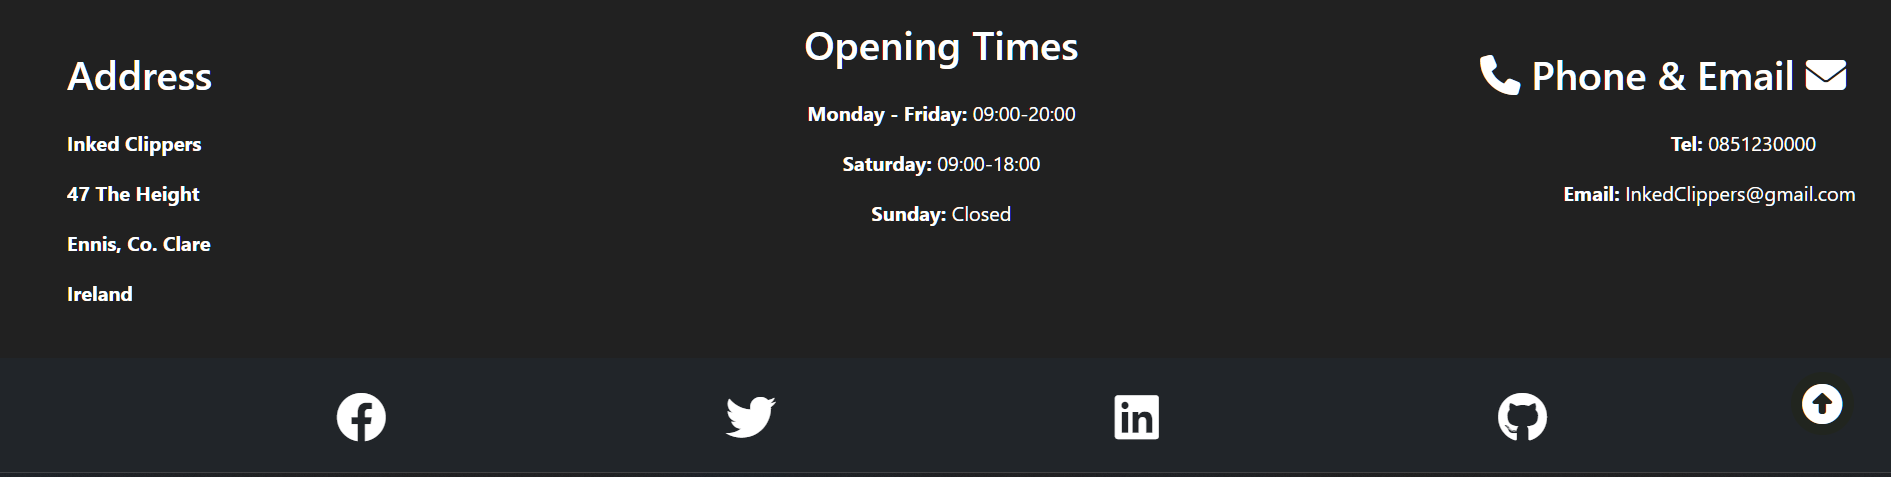 Address
Inked Clippers
47 The Height
Ennis, Co. Clare
Ireland
Opening Times
Monday - Friday: 09:00-20:00
Saturday: 09:00-18:00
Sunday: Closed
Phone & Email
Tel: 0851230000
Email: InkedClippers@gmail.com